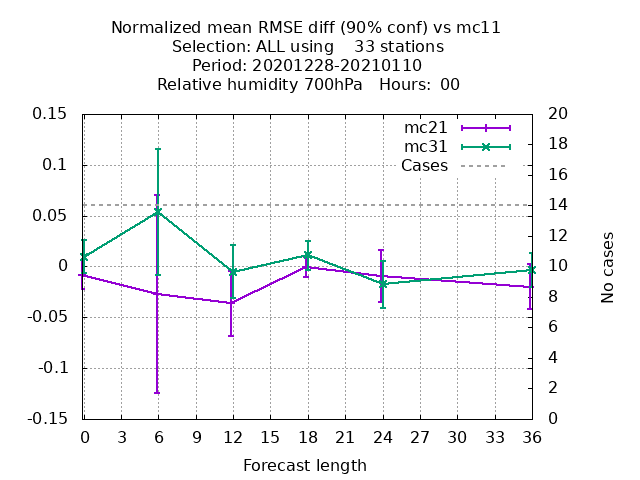 Normalized mean RMSE diff (90% conf) vs mc11
Selection: ALL using    33 stations
Period: 20201228-20210110
Relative humidity 700hPa   Hours:  00
mc21
mc31
Cases
0.15
0.1
0.05
0
-0.05
-0.1
-0.15
20
18
16
14
12
10
8
6
4
2
0
No cases
0 3 6 9 12 15 18 21 24 27 30 33 36
Forecast length